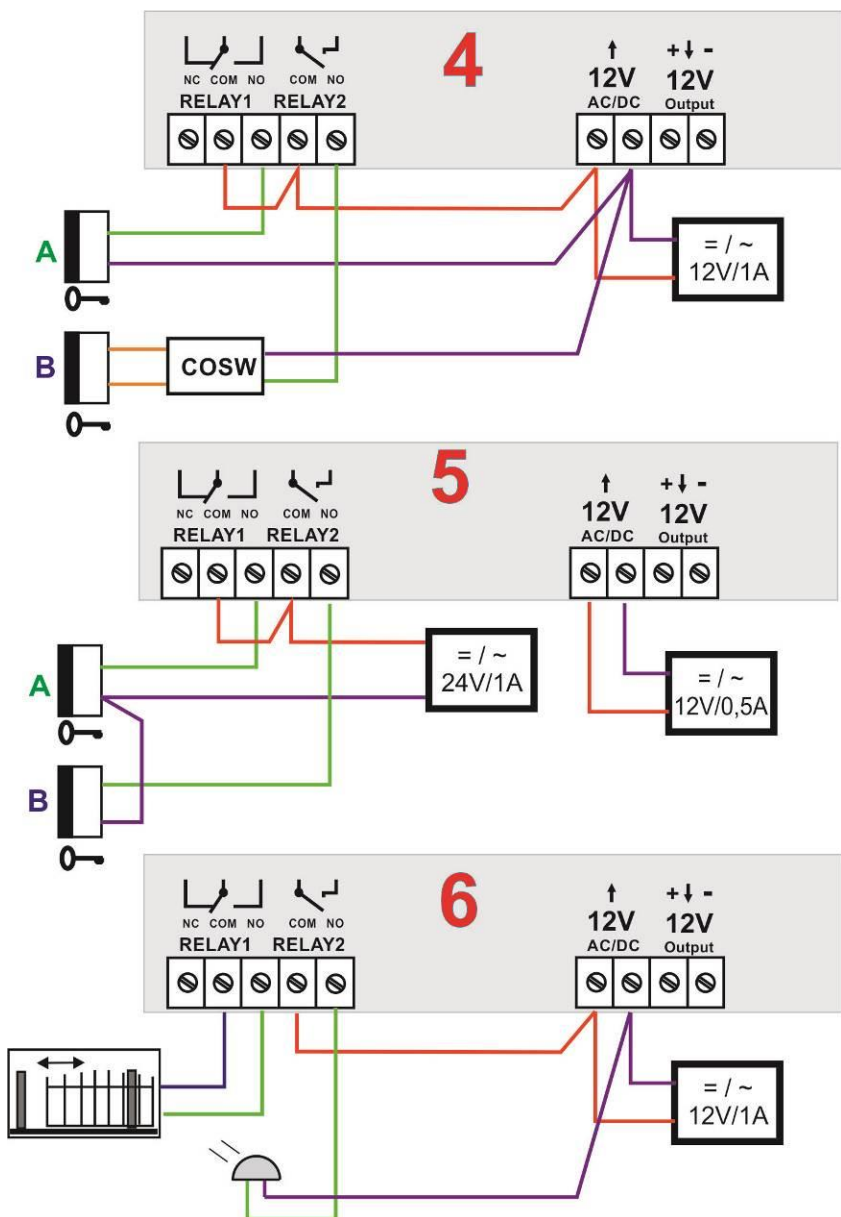 4
NC COM NO COM NO
RELAY1 RELAY2
12V
AC/DC
+ -
12V
Output
A
= / ~
12V/1A
B
COSW
5
NC COM NO COM NO
RELAY1 RELAY2
12V
AC/DC
+ -
12V
Output
A
= / ~
24V/1A
= / ~
12V/0,5A
B
6
NC COM NO COM NO
RELAY1 RELAY2
12V
AC/DC
+ -
12V
Output
= / ~
12V/1A